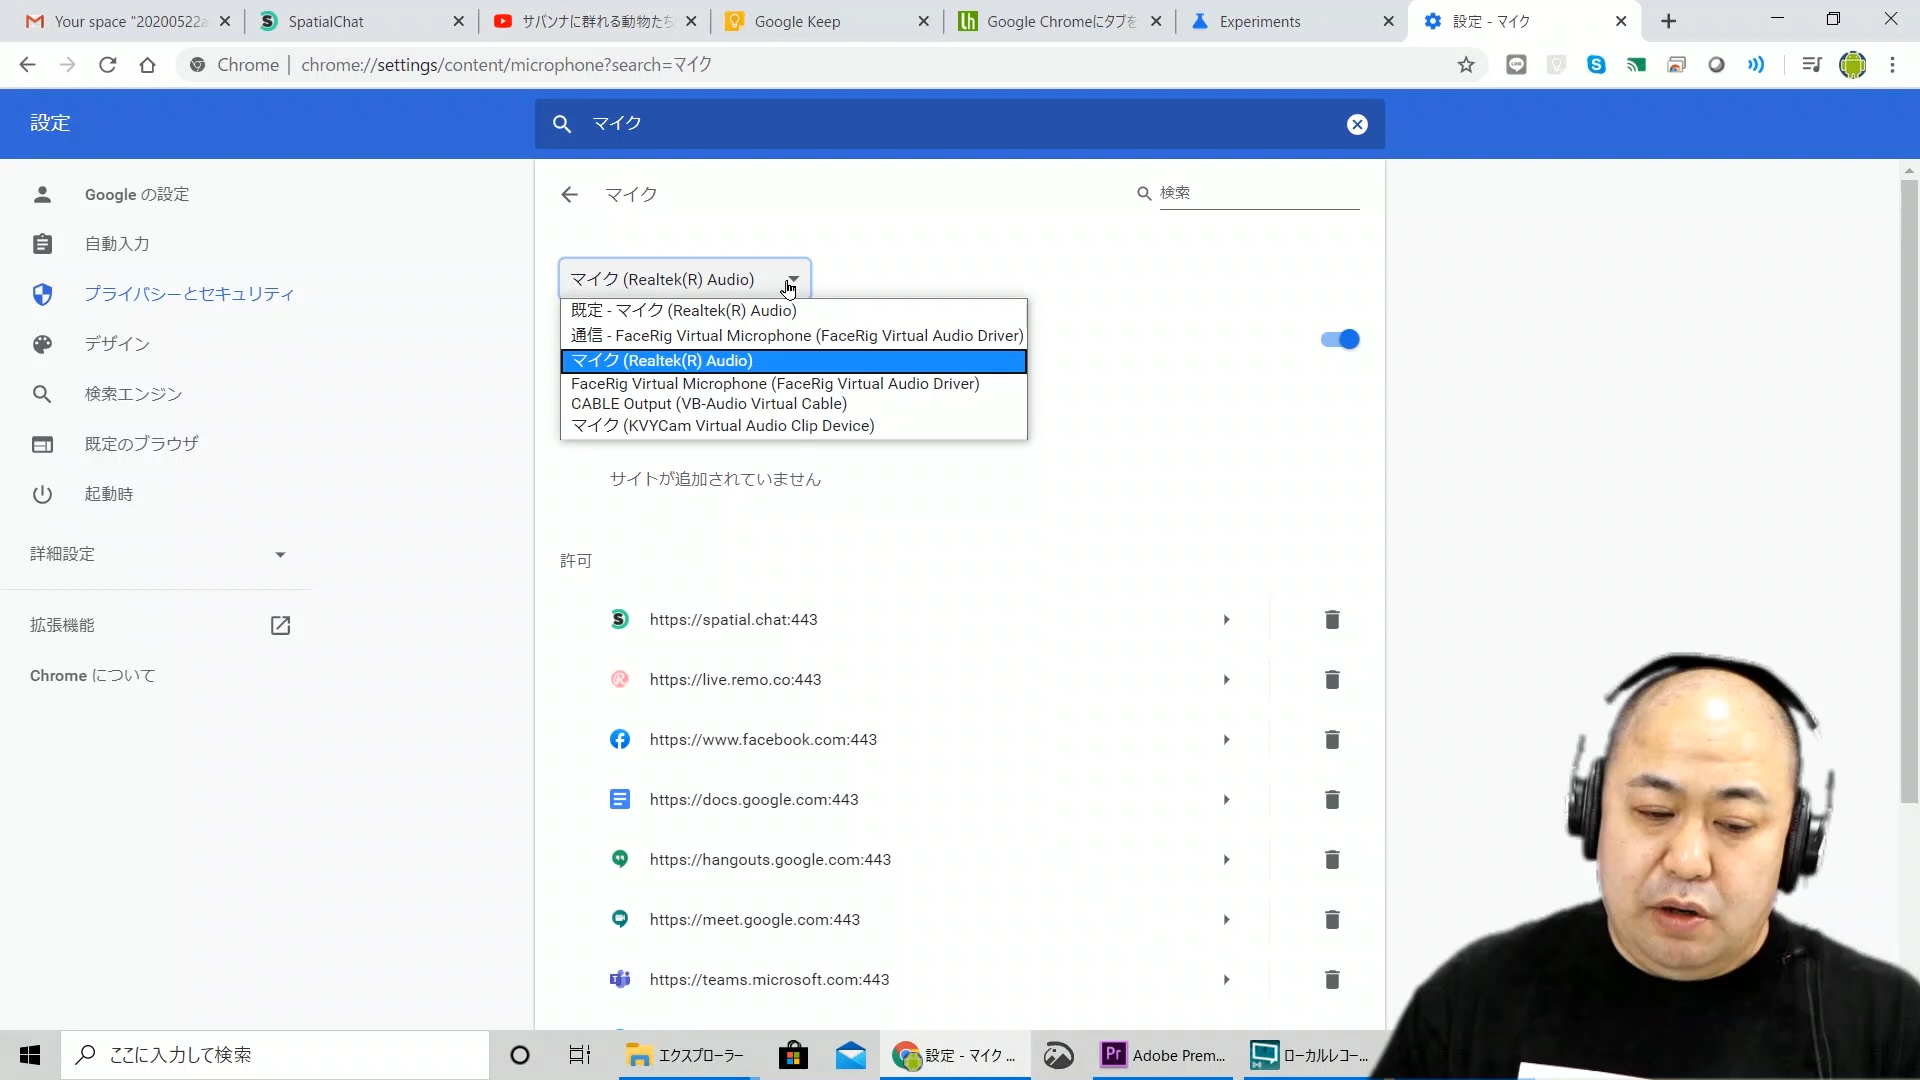 Your space "20200522a
SpatialChat
サバンナに群れる動物たち
Google Keep
Google Chromeにタブを
Experiments
設定 - マイク
Chrome | chrome://settings/content/microphone?search=マイク
設定
マイク
Google の設定
自動入力
プライバシーとセキュリティ
デザイン
検索エンジン
既定のブラウザ
起動時
詳細設定
拡張機能
Chrome について
マイク
検索
マイク (Realtek(R) Audio)
既定 - マイク (Realtek(R) Audio)
通信 - FaceRig Virtual Microphone (FaceRig Virtual Audio Driver)
マイク (Realtek(R) Audio)
FaceRig Virtual Microphone (FaceRig Virtual Audio Driver)
CABLE Output (VB-Audio Virtual Cable)
マイク (KVYCam Virtual Audio Clip Device)
サイトが追加されていません
許可
https://spatial.chat:443
https://live.remo.co:443
https://www.facebook.com:443
https://docs.google.com:443
https://hangouts.google.com:443
https://meet.google.com:443
https://teams.microsoft.com:443
ここに入力して検索
エクスプローラー
設定 - マイク ...
Adobe Prem...
ローカルレコー...